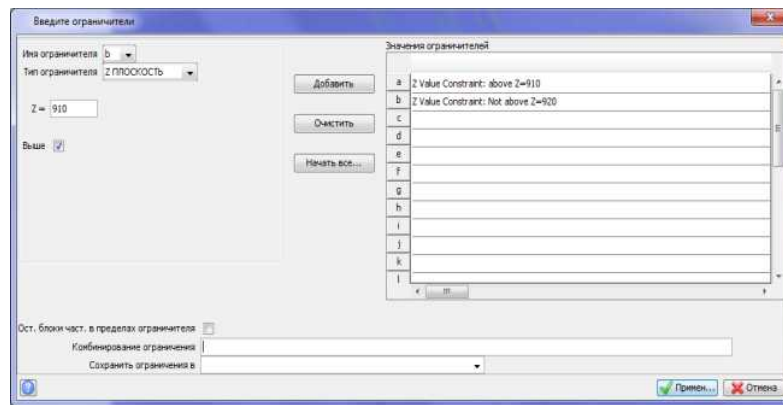 Введите ограничители
Имя ограничителя b
Тип ограничителя Z ПЛОСКОСТЬ
Z = 910
Выше
Добавить
Очистить
Начать все...
Значения ограничителей
a Z Value Constraint: above Z=910
b Z Value Constraint: Not above Z=920
c
d
e
f
g
h
i
j
k
l
Ост. блоки част. в пределах ограничителя
Комбинирование ограничения
Сохранить ограничения в
Примен... Отмена